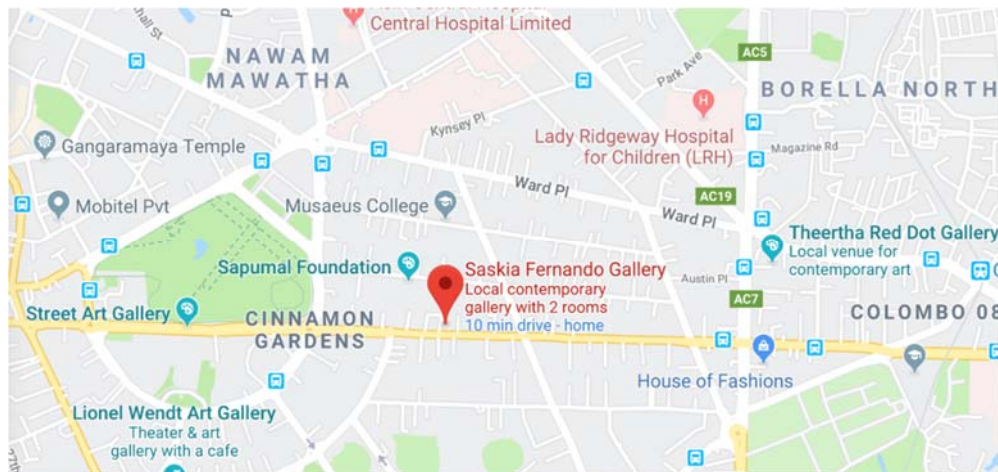 Central Hospital Limited
AC5
NAWAM
MAWATHA
Park Ave
BORELLA NORTH
Kynsey Pl
Lady Ridgeway Hospital
for Children (LRH)
Gangaramaya Temple
Magazine Rd
Ward Pl
AC19
Mobitel Pvt
Musaeus College
Ward Pl
Theertha Red Dot Gallery
Local venue for
contemporary art
Sapumal Foundation
Saskia Fernando Gallery
Local contemporary
gallery with 2 rooms
10 min drive - home
Austin Pl
AC7
Street Art Gallery
CINNAMON
GARDENS
COLOMBO 08
House of Fashions
Lionel Wendt Art Gallery
Theater & art
gallery with a cafe
27th